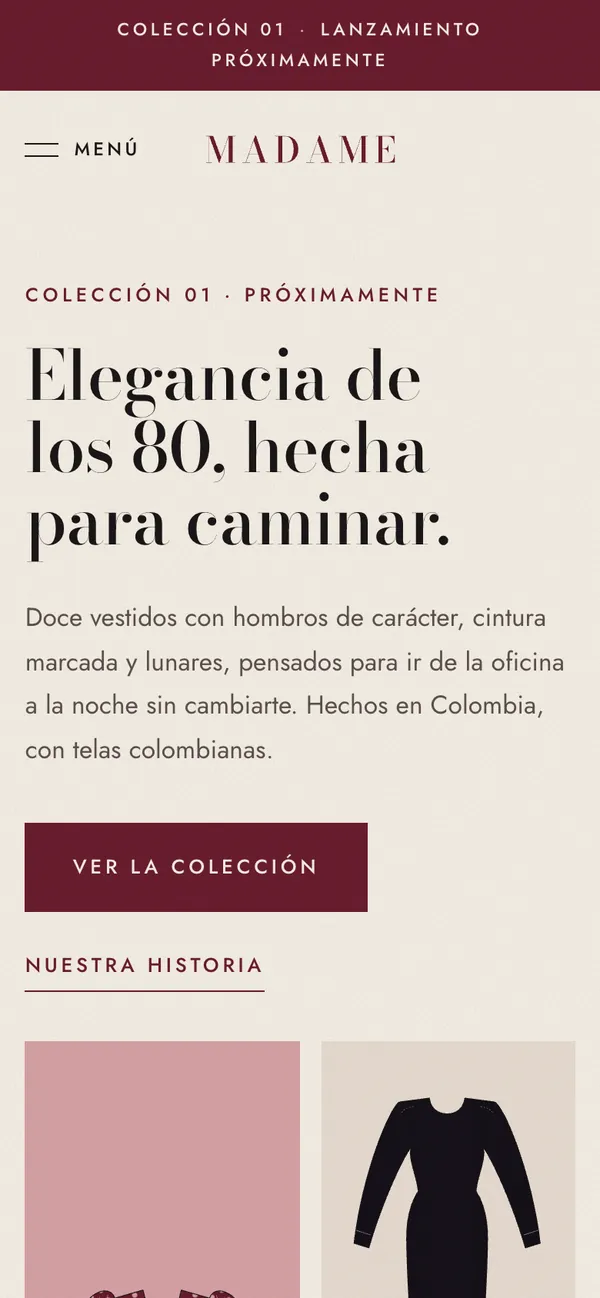 COLECCIÓN 01 · LANZAMIENTO
PRÓXIMAMENTE
MENÚ
MADAME
COLECCIÓN 01 · PRÓXIMAMENTE
Elegancia de
los 80, hecha
para caminar.
Doce vestidos con hombros de carácter, cintura
marcada y lunares, pensados para ir de la oficina
a la noche sin cambiarte. Hechos en Colombia,
con telas colombianas.
VER LA COLECCIÓN
NUESTRA HISTORIA